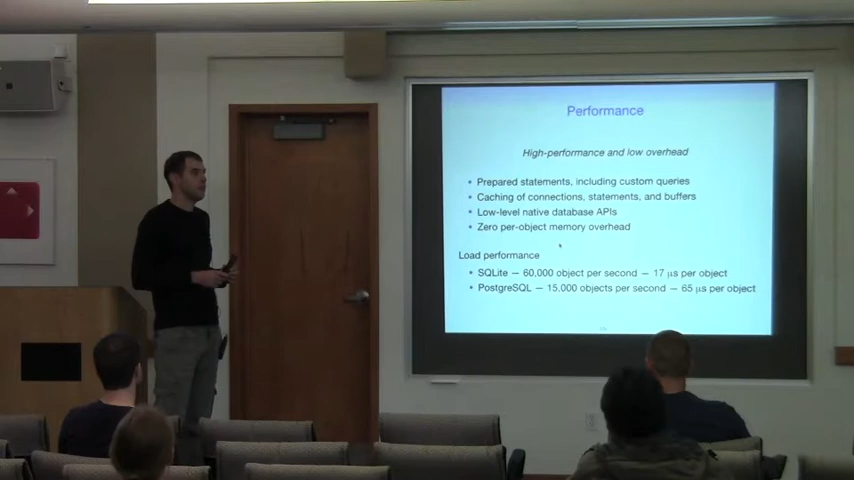 Performance
High-performance and low overhead
• Prepared statements, including custom queries
• Caching of connections, statements, and buffers
• Low-level native database APIs
• Zero per-object memory overhead
Load performance
• SQLite — 60,000 object per second — 17 μs per object
• PostgreSQL — 15,000 objects per second — 65 μs per object